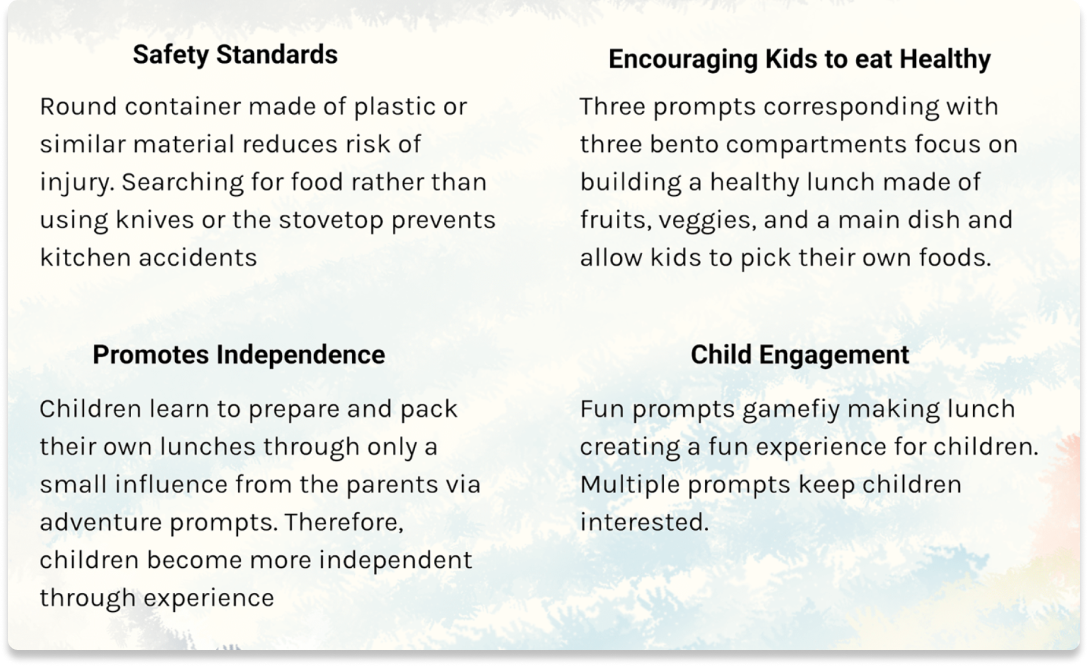 Safety Standards
Round container made of plastic or
similar material reduces risk of
injury. Searching for food rather than
using knives or the stovetop prevents
kitchen accidents
Encouraging Kids to eat Healthy
Three prompts corresponding with
three bento compartments focus on
building a healthy lunch made of
fruits, veggies, and a main dish and
allow kids to pick their own foods.
Promotes Independence
Children learn to prepare and pack
their own lunches through only a
small influence from the parents via
adventure prompts. Therefore,
children become more independent
through experience
Child Engagement
Fun prompts gamefiy making lunch
creating a fun experience for children.
Multiple prompts keep children
interested.